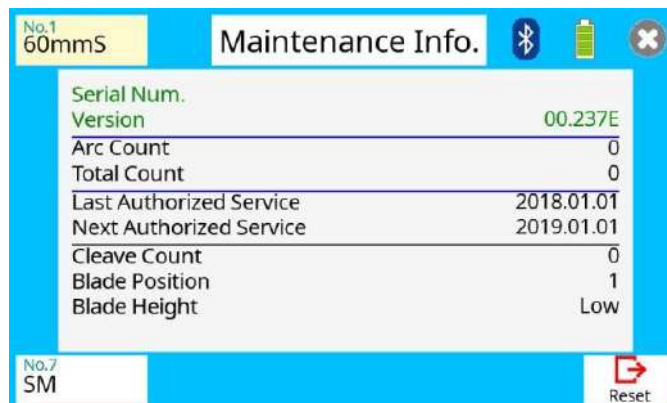 No.1
60mmS
Maintenance Info.
Serial Num.
Version 00.237E
Arc Count 0
Total Count 0
Last Authorized Service 2018.01.01
Next Authorized Service 2019.01.01
Cleave Count 0
Blade Position 1
Blade Height Low
No.7
SM
Reset